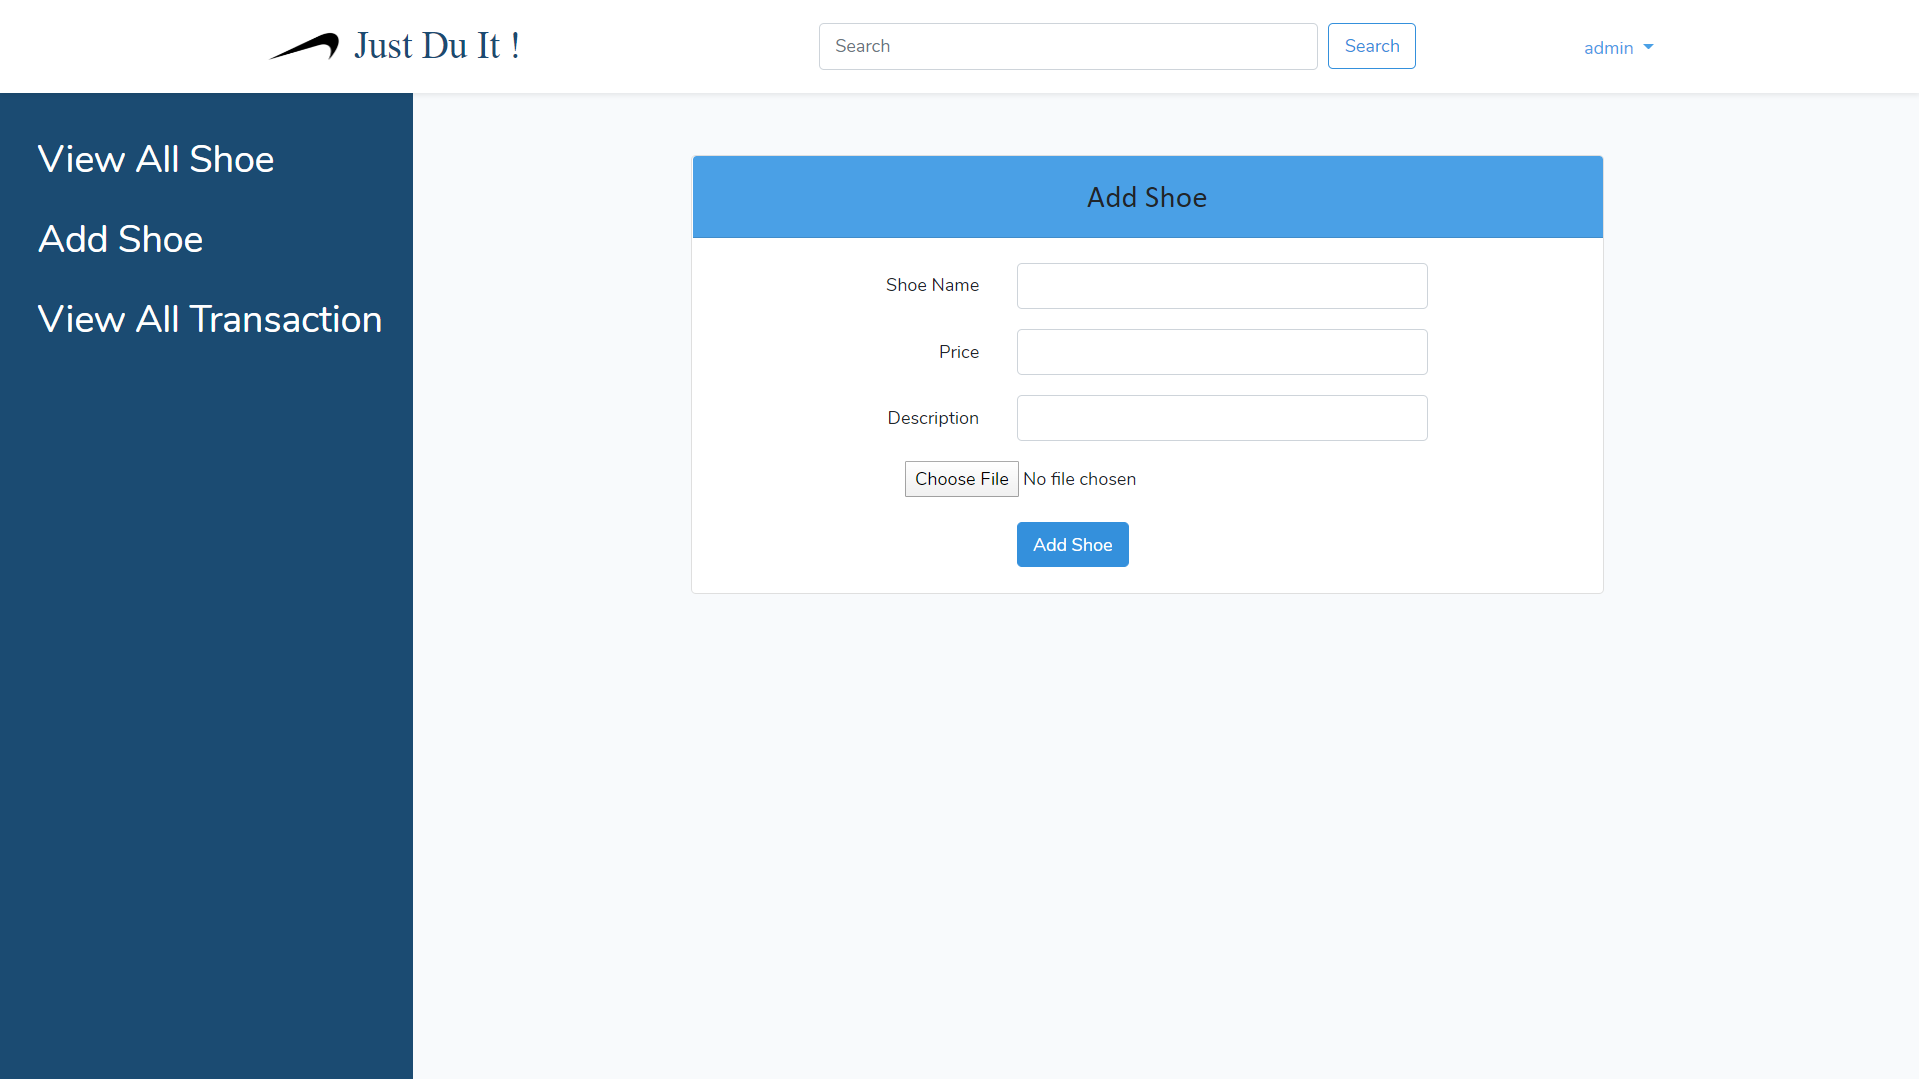 Just Du It !
Search
Search
admin
View All Shoe
Add Shoe
View All Transaction
Add Shoe
Shoe Name
Price
Description
Choose File No file chosen
Add Shoe